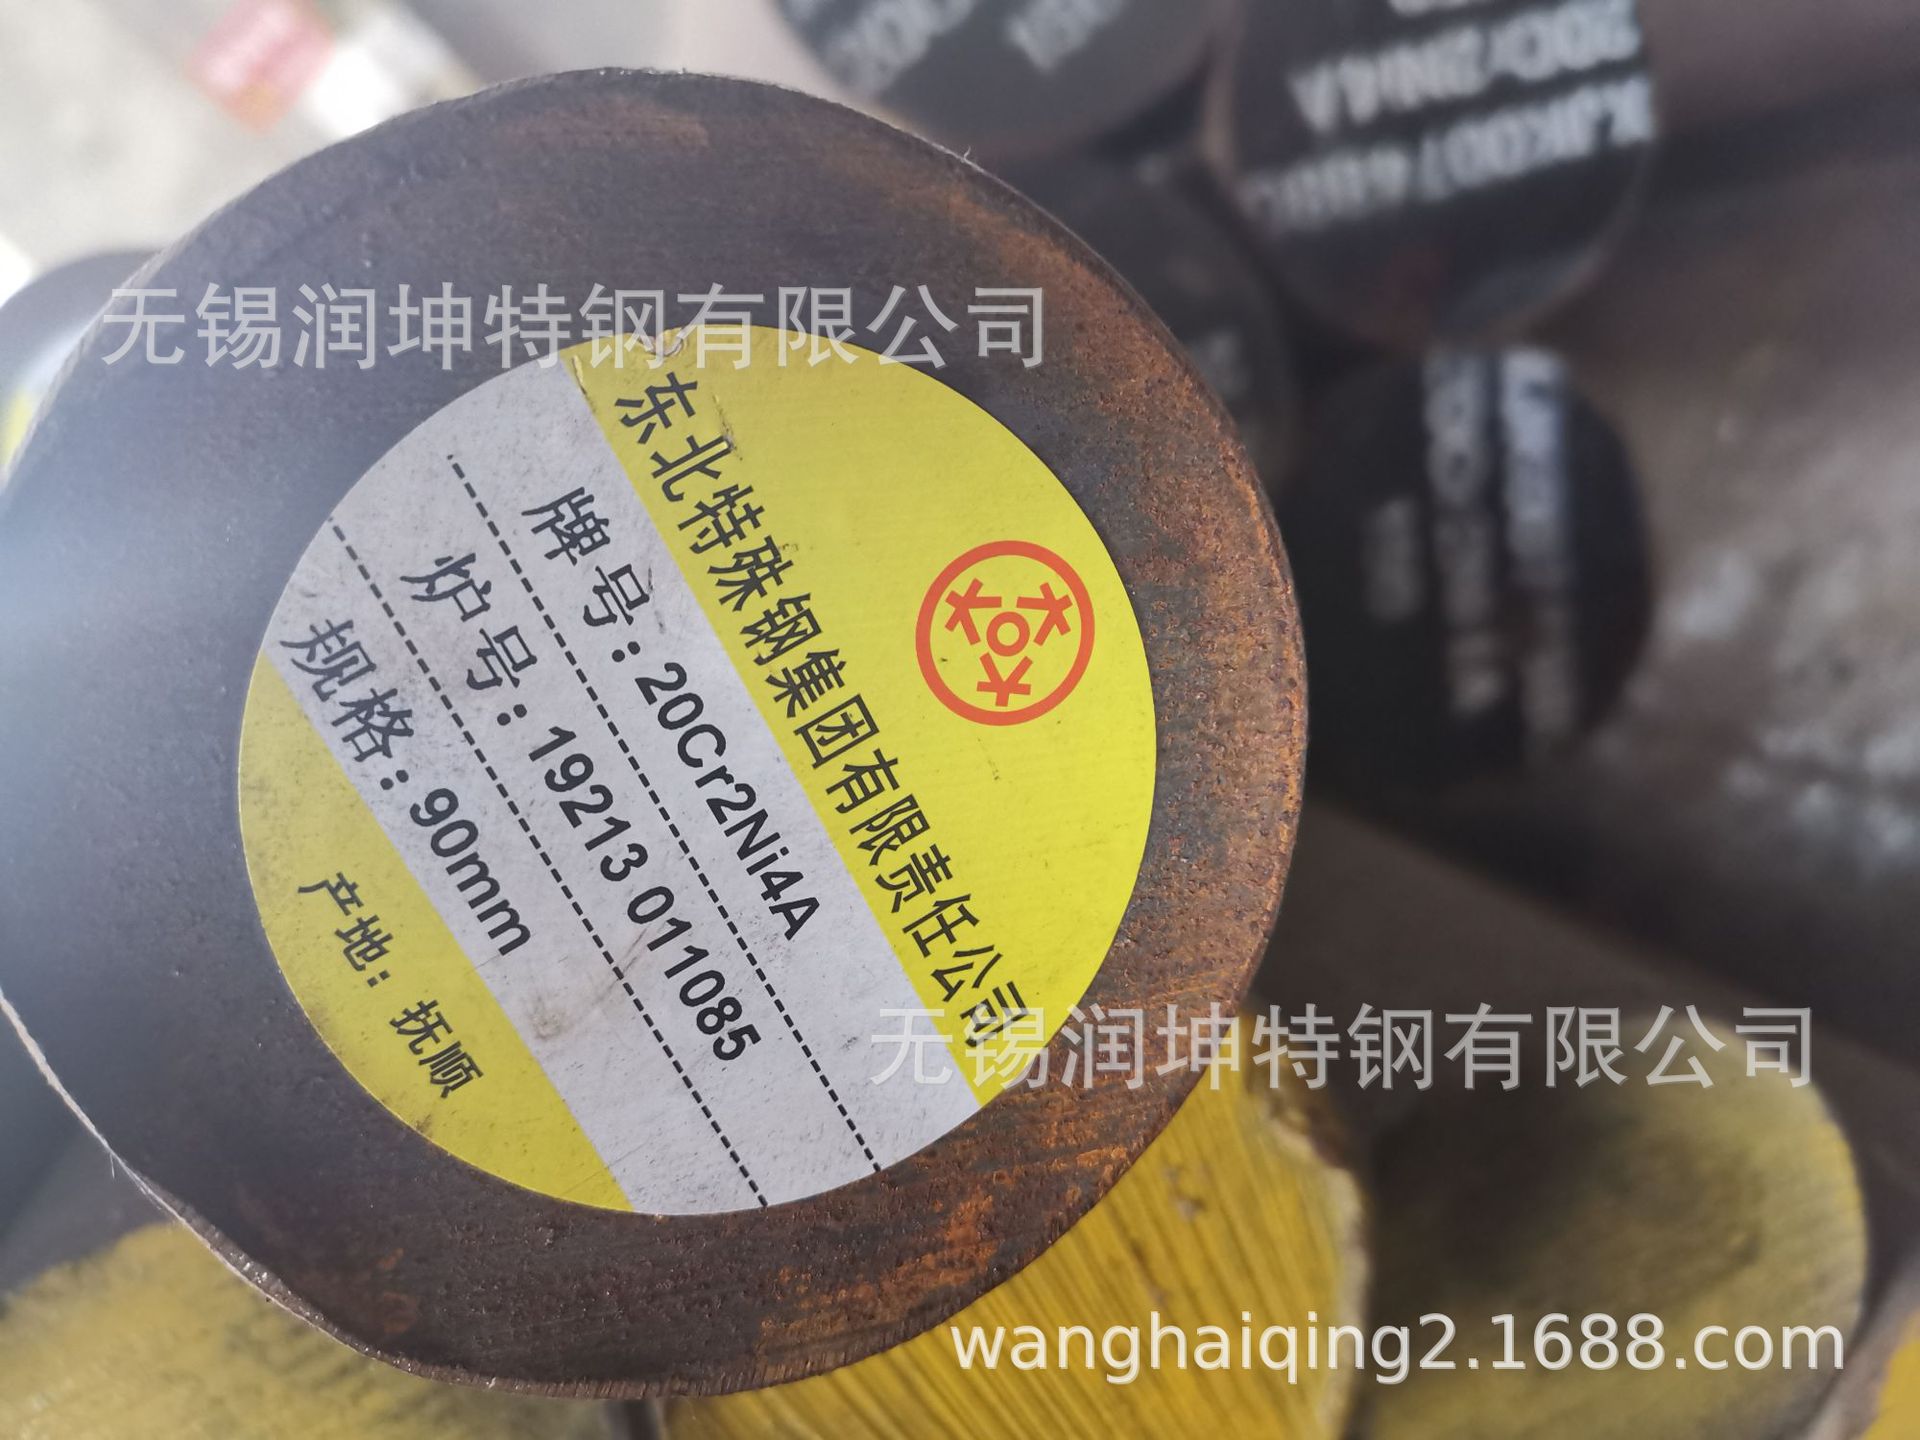 无锡润坤特钢有限公司
东北特殊钢集团有限责任公司
牌号:20Cr2Ni4A
炉号:19213 011085
规格:90mm
产地:抚顺
20Cr2Ni4A
无锡润坤特钢有限公司
wanghaiqing2.1688.com